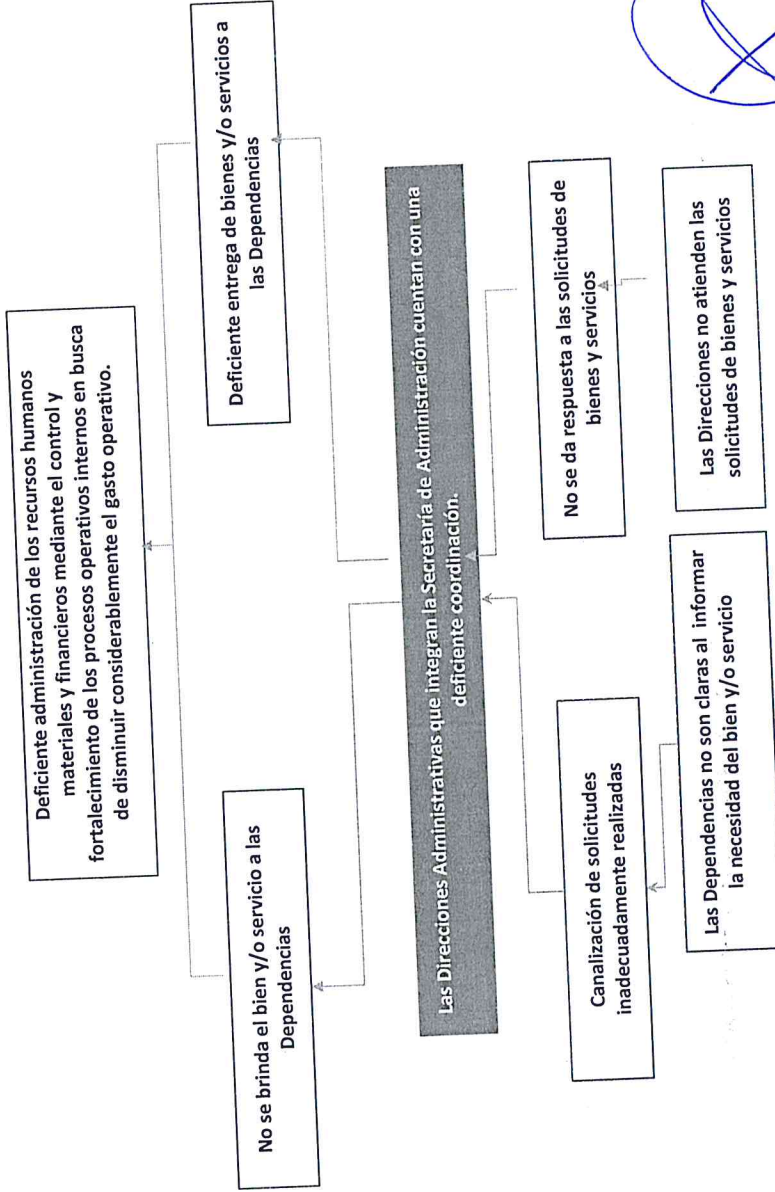 Deficiente administración de los recursos humanos
materiales y financieros mediante el control y
fortalecimiento de los procesos operativos internos en busca
de disminuir considerablemente el gasto operativo.
No se brinda el bien y/o servicio a las
Dependencias
Deficiente entrega de bienes y/o servicios a
las Dependencias
Las Direcciones Administrativas que integran la Secretaría de Administración cuentan con una
deficiente coordinación.
Canalización de solicitudes
inadecuadamente realizadas
No se da respuesta a las solicitudes de
bienes y servicios
Las Dependencias no son claras al informar
la necesidad del bien y/o servicio
Las Direcciones no atienden las
solicitudes de bienes y servicios